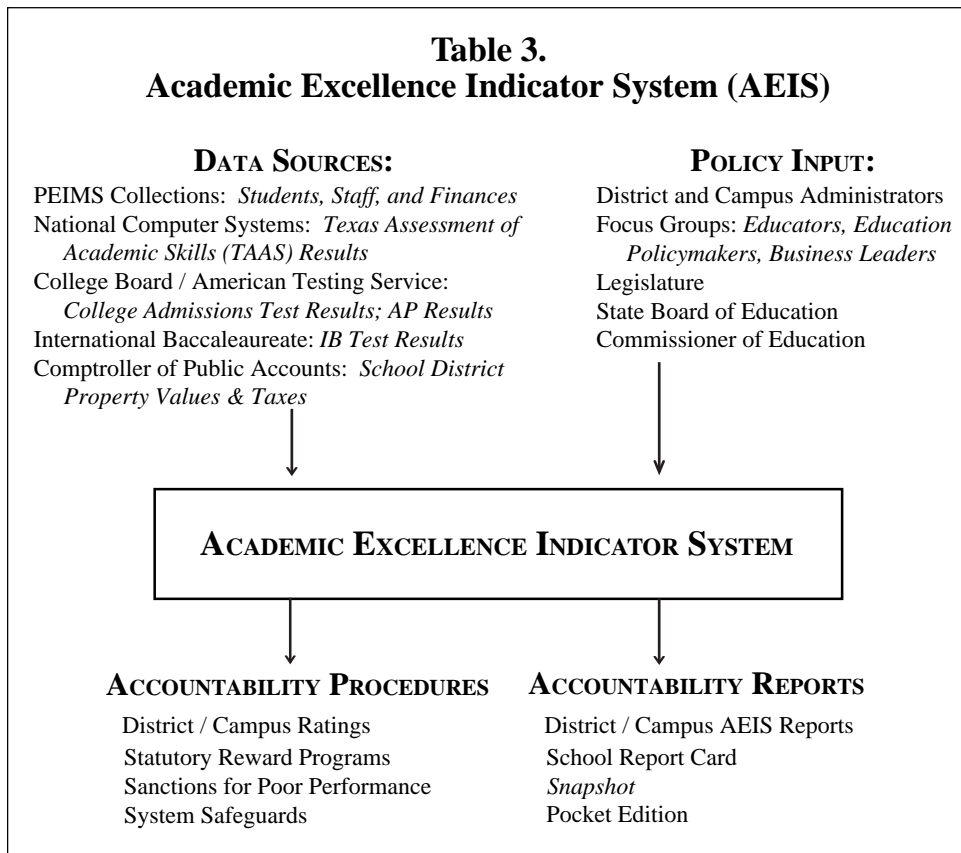 Table 3.
Academic Excellence Indicator System (AEIS)
DATA SOURCES:
PEIMS Collections: Students, Staff, and Finances
National Computer Systems: Texas Assessment of
Academic Skills (TAAS) Results
College Board / American Testing Service:
College Admissions Test Results; AP Results
International Baccaleaureate: IB Test Results
Comptroller of Public Accounts: School District
Property Values & Taxes
POLICY INPUT:
District and Campus Administrators
Focus Groups: Educators, Education
Policymakers, Business Leaders
Legislature
State Board of Education
Commissioner of Education
ACADEMIC EXCELLENCE INDICATOR SYSTEM
ACCOUNTABILITY PROCEDURES
District / Campus Ratings
Statutory Reward Programs
Sanctions for Poor Performance
System Safeguards
ACCOUNTABILITY REPORTS
District / Campus AEIS Reports
School Report Card
Snapshot
Pocket Edition